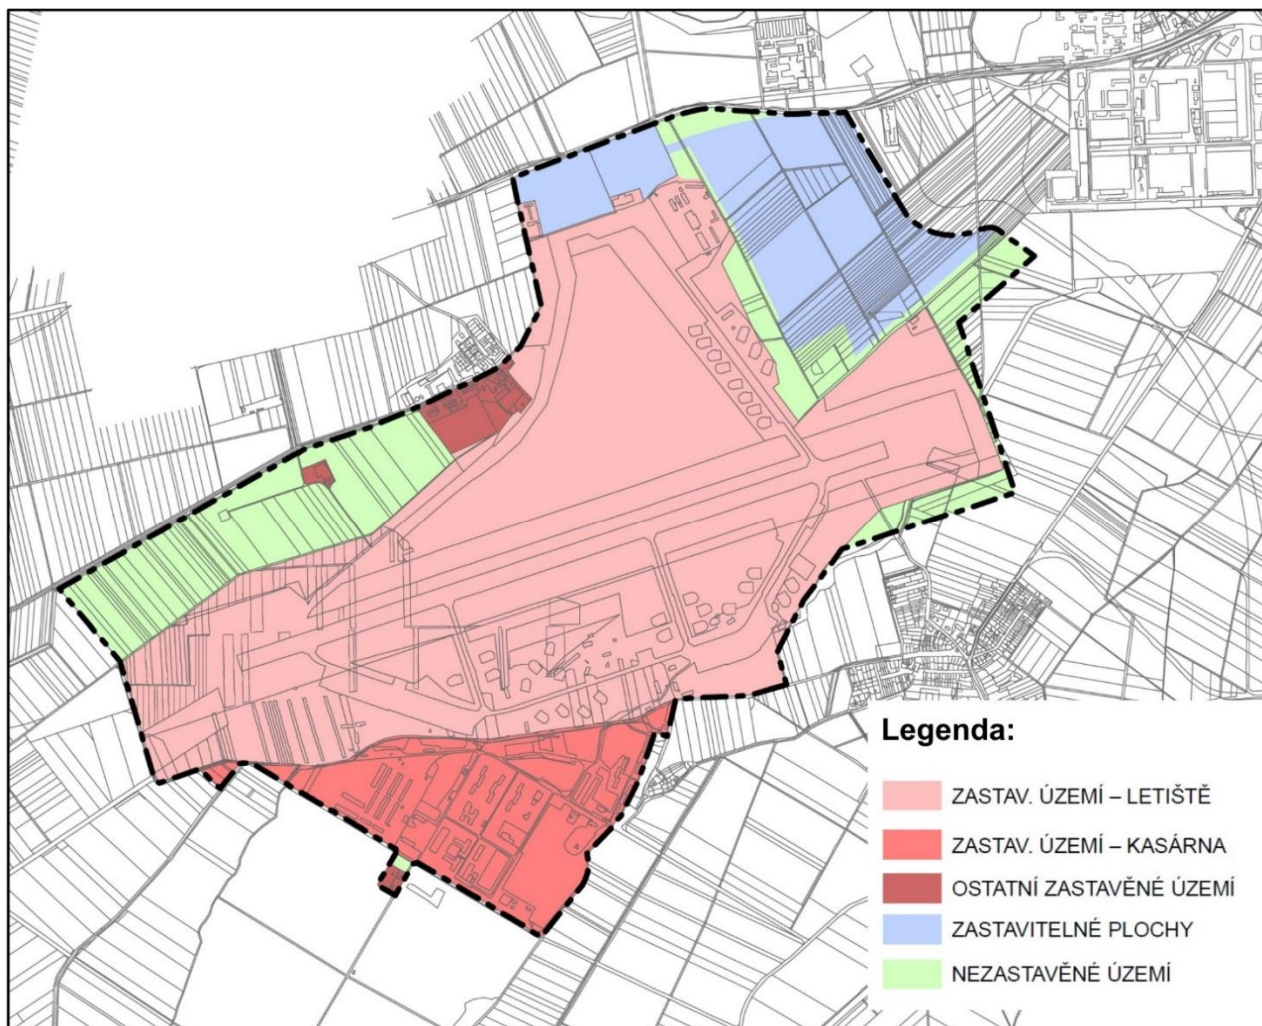 Legenda:
ZASTAV. ÚZEMÍ – LETIŠTĚ
ZASTAV. ÚZEMÍ – KASÁRNA
OSTATNÍ ZASTAVĚNÉ ÚZEMÍ
ZASTAVITELNÉ PLOCHY
NEZASTAVĚNÉ ÚZEMÍ